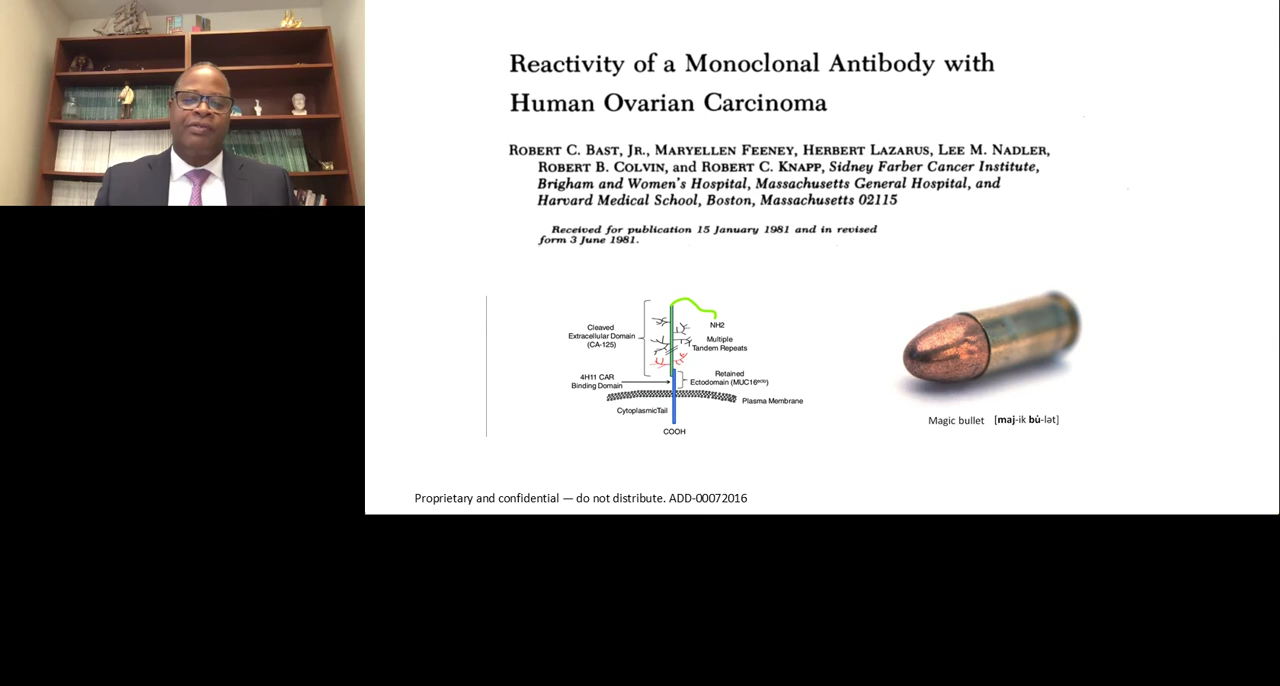 Reactivity of a Monoclonal Antibody with
Human Ovarian Carcinoma
ROBERT C. BAST, JR., MARYELLEN FEENEY, HERBERT LAZARUS, LEE M. NADLER,
ROBERT B. COLVIN, and ROBERT C. KNAPP, Sidney Farber Cancer Institute,
Brigham and Women's Hospital, Massachusetts General Hospital, and
Harvard Medical School, Boston, Massachusetts 02115
Received for publication 15 January 1981 and in revised
form 3 June 1981.
Cleaved
Extracellular Domain
(CA-125)
NH2
Multiple
Tandem Repeats
4H11 CAR
Binding Domain
Retained
Ectodomain (MUC16ecto)
Plasma Membrane
CytoplasmicTail
COOH
Magic bullet [maj-ik bu̇-lət]
Proprietary and confidential — do not distribute. ADD-00072016